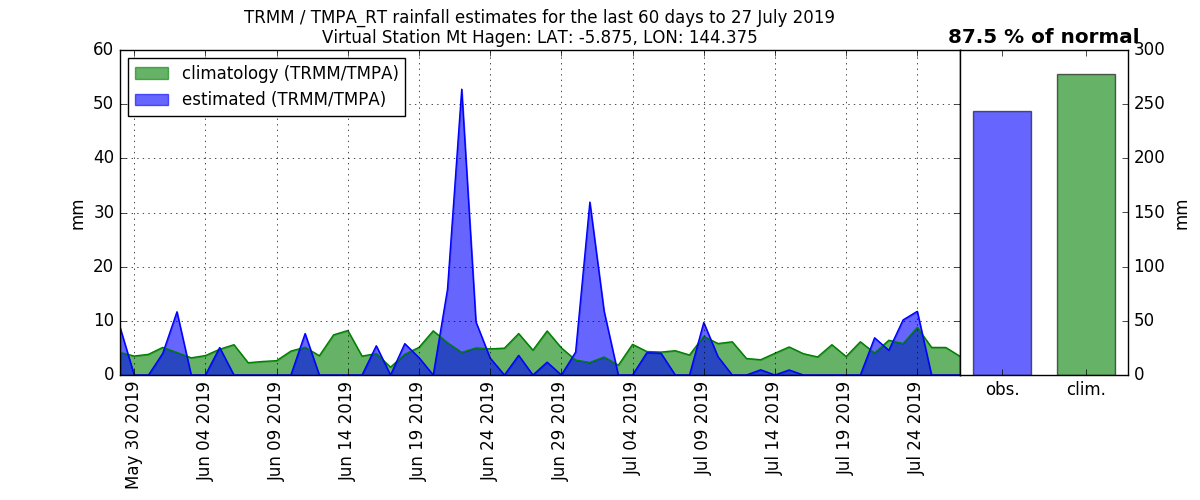 TRMM / TMPA_RT rainfall estimates for the last 60 days to 27 July 2019
Virtual Station Mt Hagen: LAT: -5.875, LON: 144.375
87.5 % of normal
climatology (TRMM/TMPA)
estimated (TRMM/TMPA)
60
50
40
30
20
10
0
mm
300
250
200
150
100
50
0
mm
May 30 2019
Jun 04 2019
Jun 09 2019
Jun 14 2019
Jun 19 2019
Jun 24 2019
Jun 29 2019
Jul 04 2019
Jul 09 2019
Jul 14 2019
Jul 19 2019
Jul 24 2019
obs.
clim.